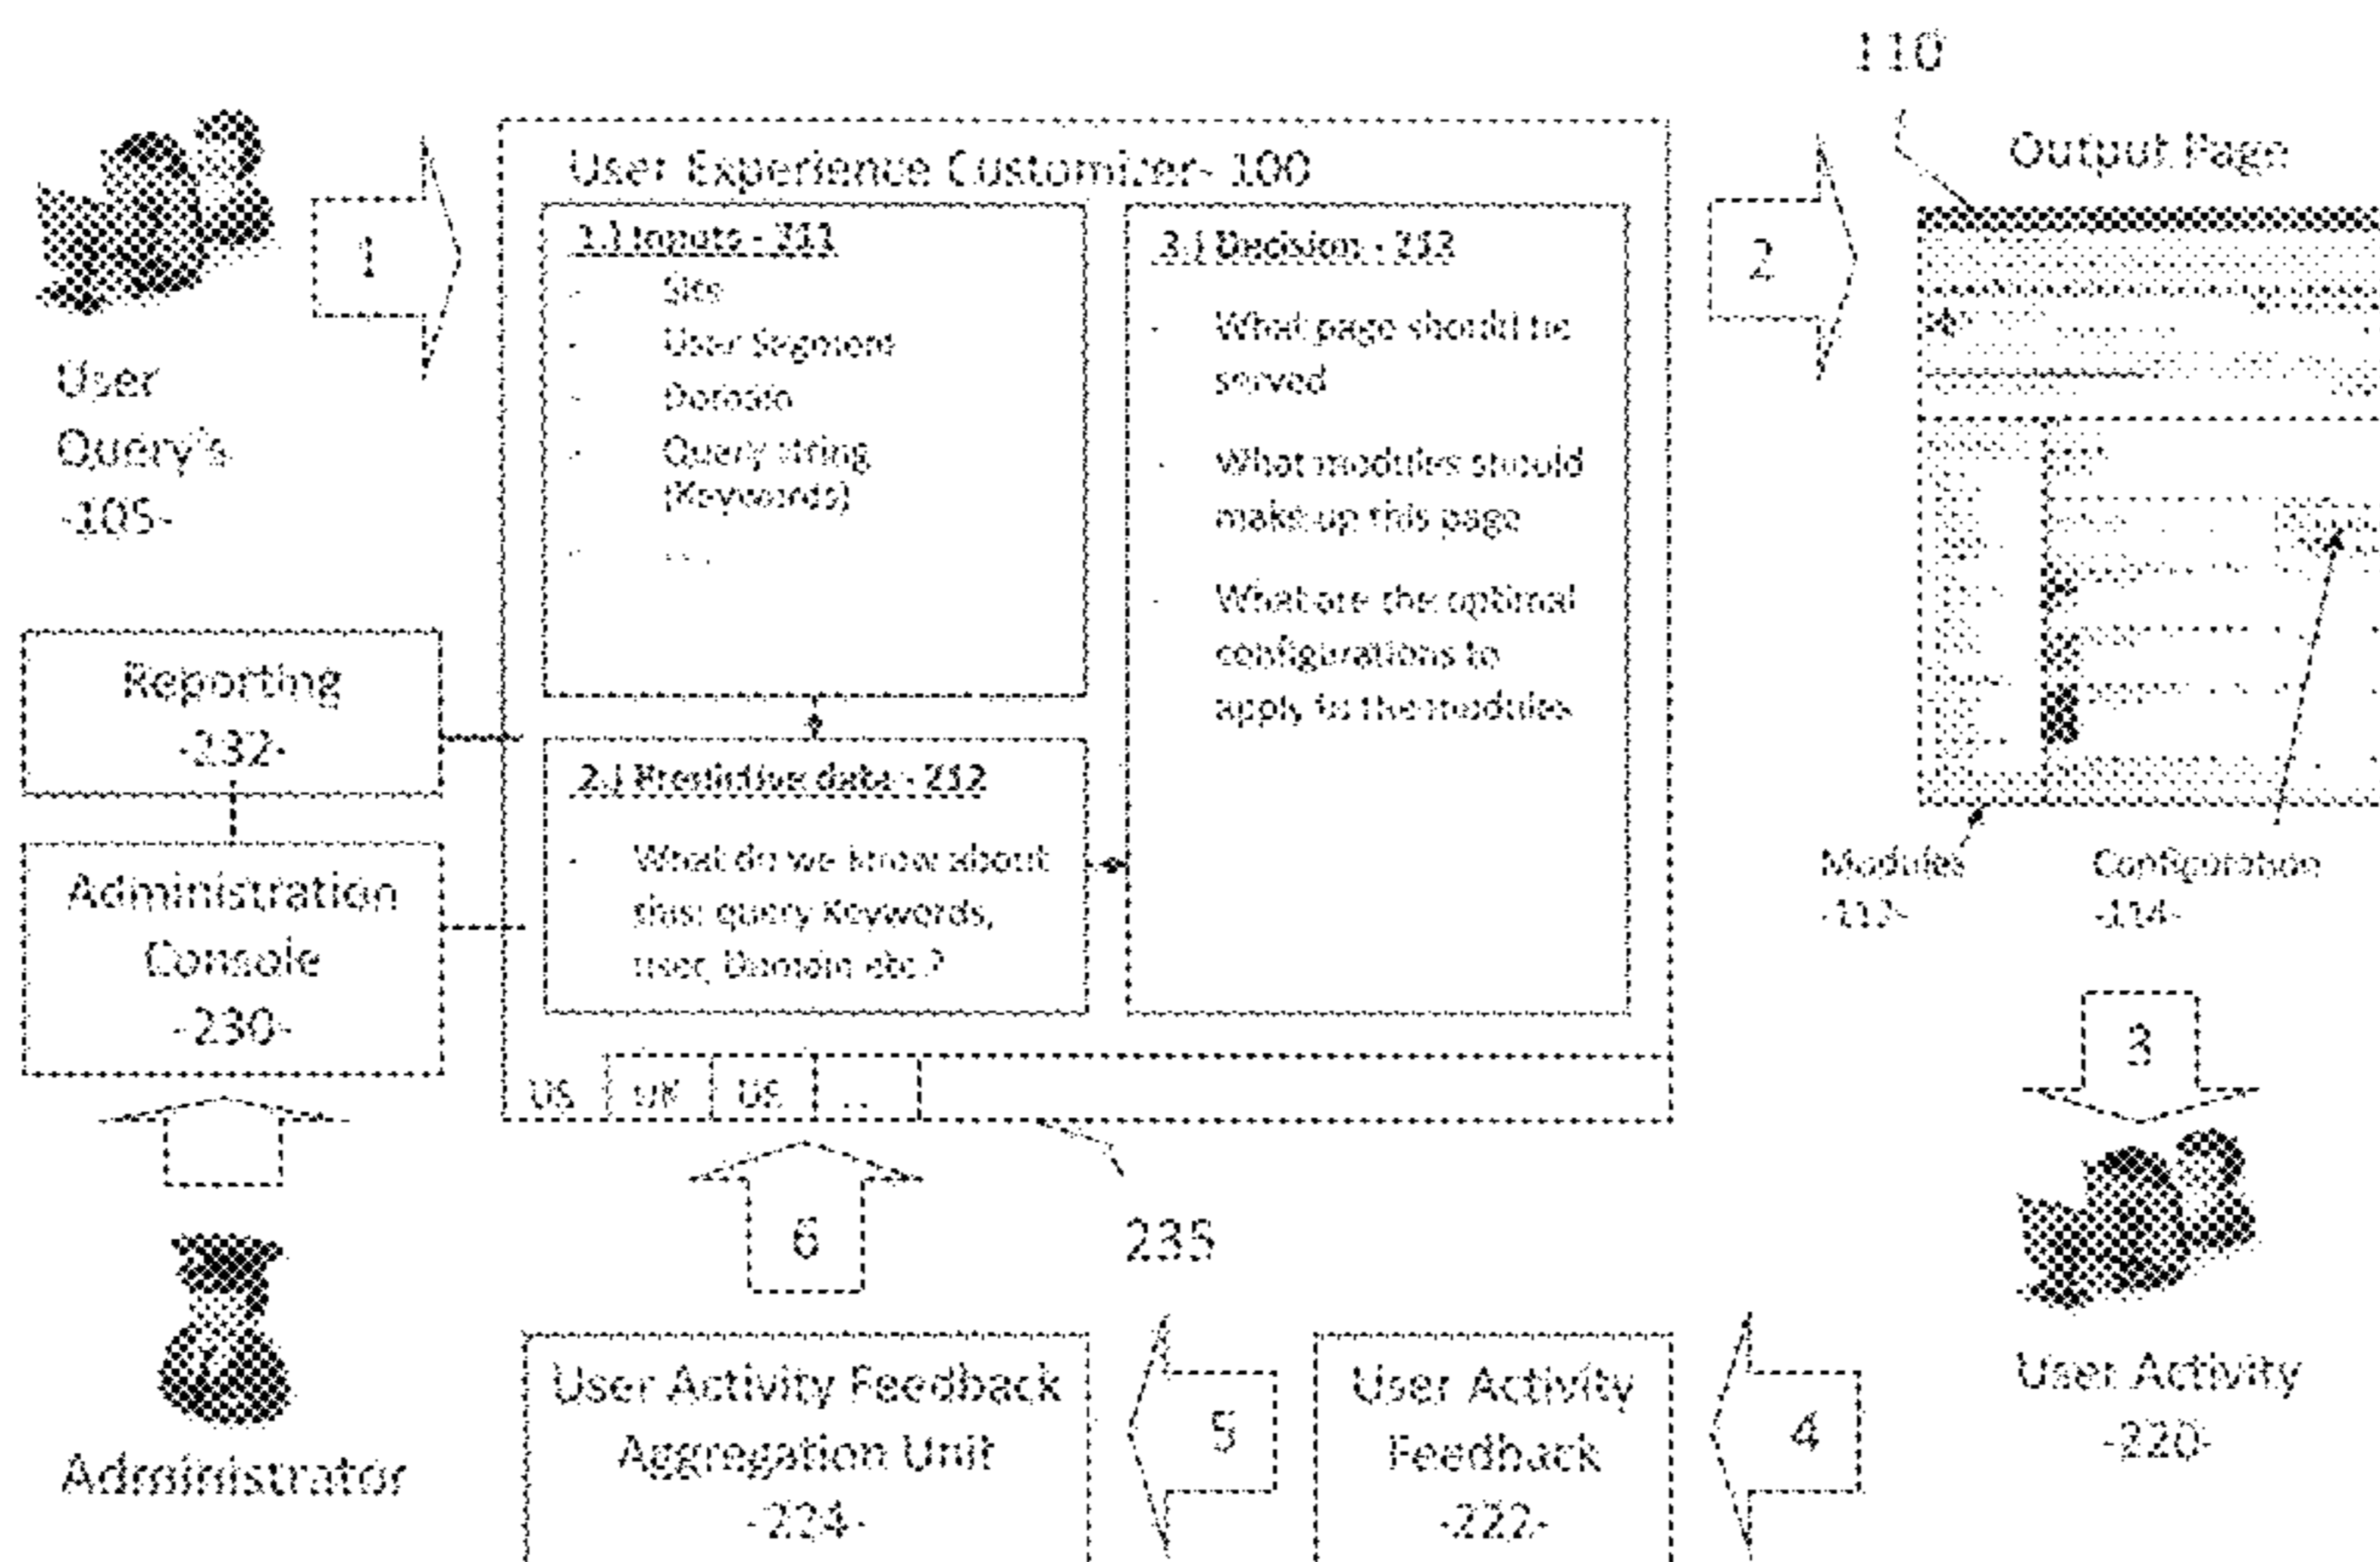 110
Output Page
User Experience Customizer- 100
1
2
User
Query's
-105-
1.) Inputs - 211
- Site
- User Segment
- Domain
- Query string
(Keywords)
- ...
3.) Decision - 213
- What page should be
served
- What modules should
make up this page
- What are the optimal
configurations to
apply to the modules
Reporting
-232-
Administration
Console
-230-
2.) Predictive data - 212
- What do we know about
this: query Keywords,
user, Domain etc.?
Modules
-112-
Configuration
-114-
3
US
UK
...
6
235
Administrator
User Activity Feedback
Aggregation Unit
-224-
5
User Activity
Feedback
-222-
4
User Activity
-220-